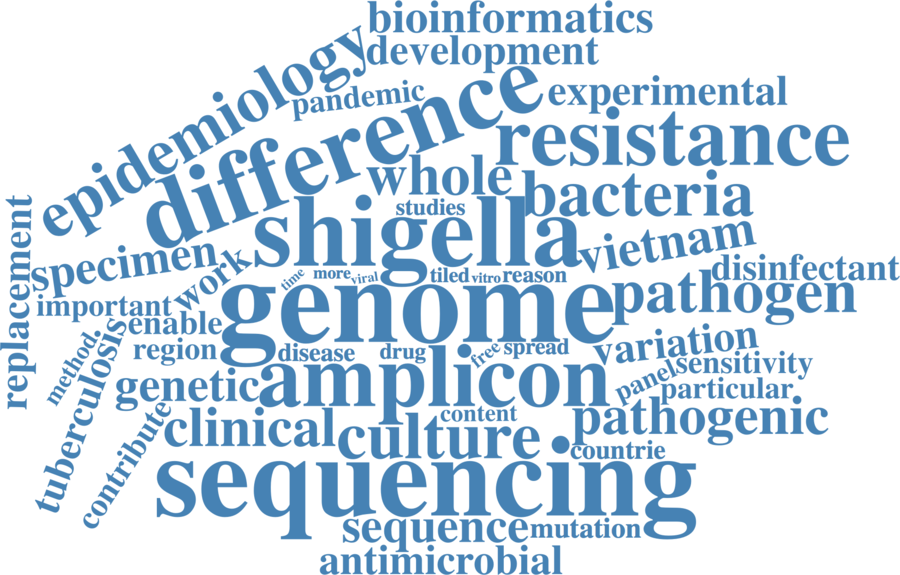 bioinformatics
development
epidemiology
pandemic
difference
experimental
resistance
whole
bacteria
studies
shigella
vietnam
replacement
specimen
work
time
more
viral
tiled
vitro
reason
disinfectant
important
genome
pathogen
enable
region
disease
drug
free
spread
variation
method
tuberculosis
genetic
amplicon
panel
sensitivity
particular
contribute
clinical
culture
content
pathogenic
countrie
sequencing
sequence
mutation
antimicrobial